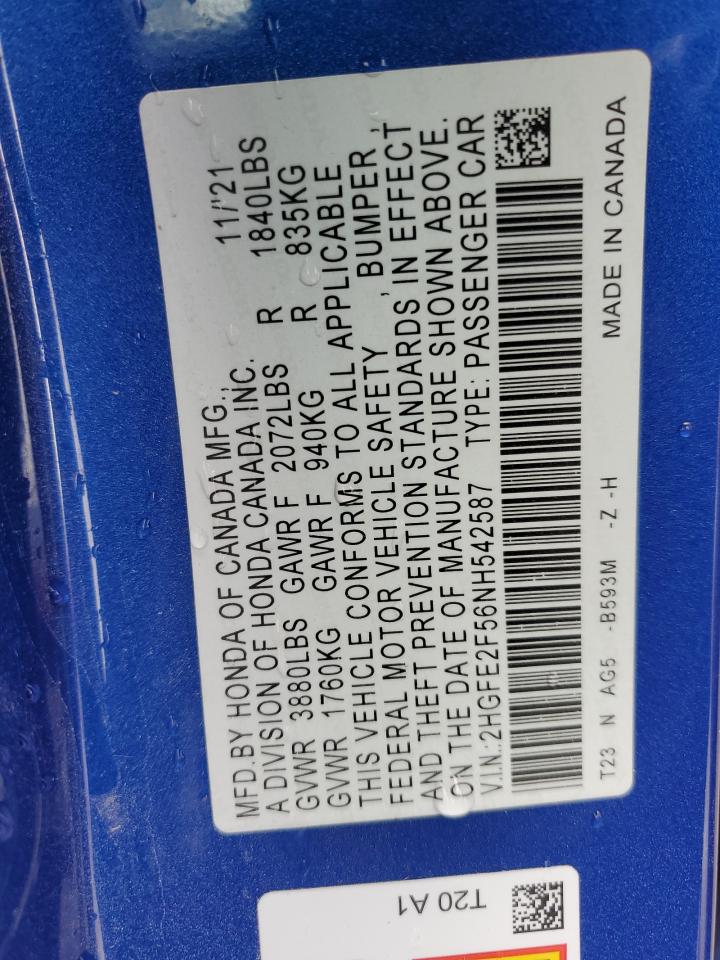 MFD.BY HONDA OF CANADA MFG., 11/'21
A DIVISION OF HONDA CANADA INC.
GVWR 3880LBS GAWR F 2072LBS R 1840LBS
GVWR 1760KG GAWR F 940KG R 835KG
THIS VEHICLE CONFORMS TO ALL APPLICABLE
FEDERAL MOTOR VEHICLE SAFETY , BUMPER ,
AND THEFT PREVENTION STANDARDS IN EFFECT
ON THE DATE OF MANUFACTURE SHOWN ABOVE.
V.I.N.:2HGFE2F56NH542587 TYPE: PASSENGER CAR
T23 N AG5 -B593M -Z -H MADE IN CANADA
T20 A1